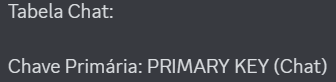 Tabela Chat:
Chave Primária: PRIMARY KEY (Chat)